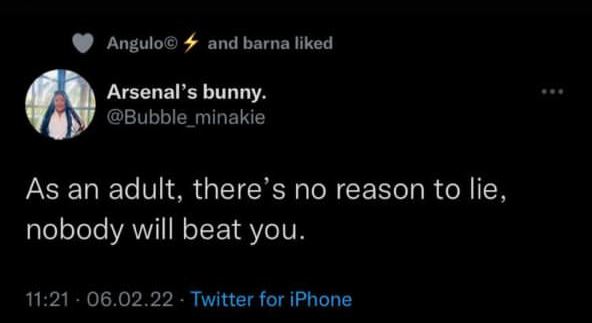 Angulo© ⚡ and barna liked
Arsenal's bunny.
@Bubble_minakie
As an adult, there's no reason to lie,
nobody will beat you.
11:21 · 06.02.22 · Twitter for iPhone